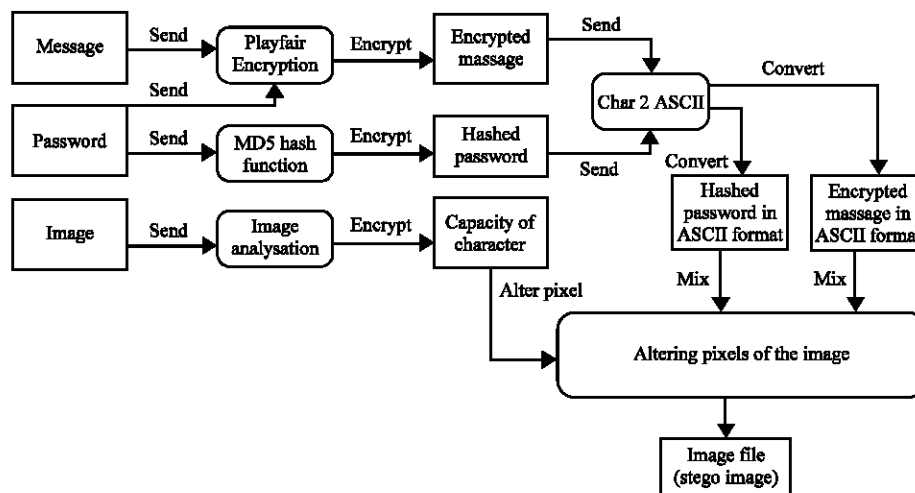 Message
Send
Playfair
Encryption
Encrypt
Encrypted
massage
Send
Char 2 ASCII
Convert
Send
Password
Send
MD5 hash
function
Encrypt
Hashed
password
Send
Convert
Hashed
password in
ASCII format
Encrypted
massage in
ASCII format
Image
Send
Image
analysation
Encrypt
Capacity of
character
Alter pixel
Mix
Mix
Altering pixels of the image
Image file
(stego image)